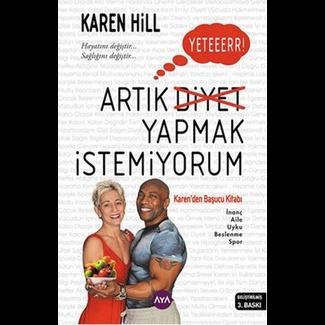 KAREN HILL
YETEEERR!
Hayatını değiştir...
Sağlığını değiştir...
ARTIK DİYET
YAPMAK
İSTEMİYORUM
Karen'den Başucu Kitabı
İnanç
Aile
Uyku
Beslenme
Spor
AYA
GELİŞTİRİLMİŞ
3. BASKI